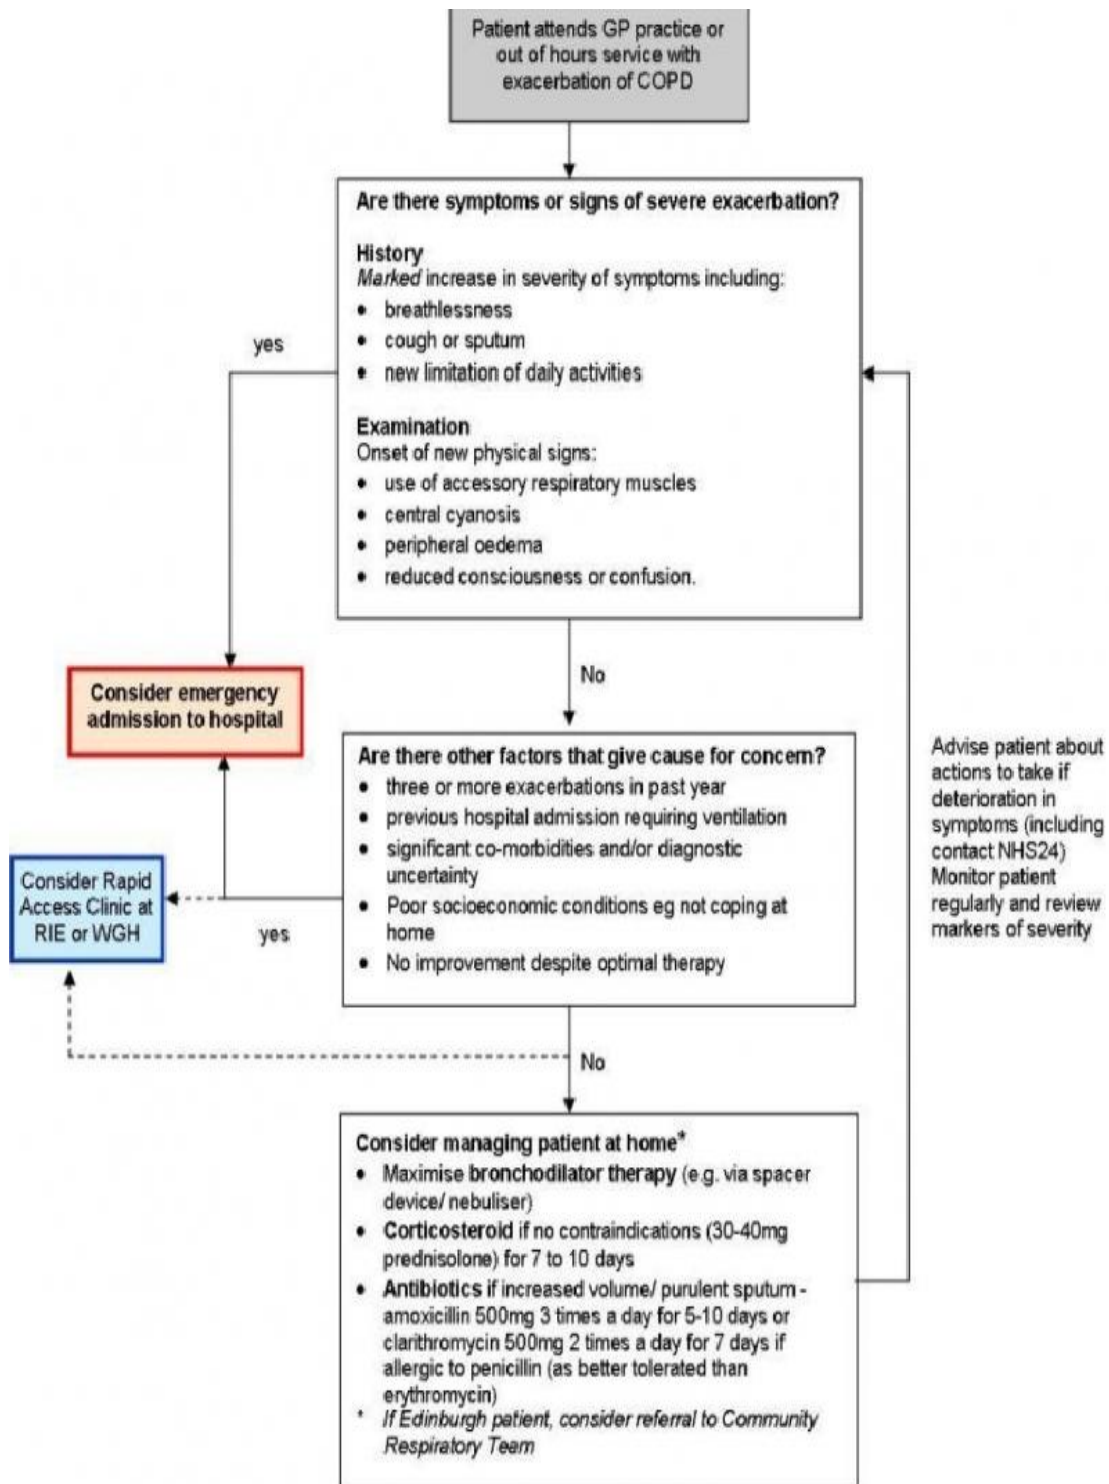 Patient attends GP practice or
out of hours service with
exacerbation of COPD
Are there symptoms or signs of severe exacerbation?
History
Marked increase in severity of symptoms including:
• breathlessness
• cough or sputum
• new limitation of daily activities
Examination
Onset of new physical signs:
• use of accessory respiratory muscles
• central cyanosis
• peripheral oedema
• reduced consciousness or confusion.
yes
No
Consider emergency
admission to hospital
Are there other factors that give cause for concern?
• three or more exacerbations in past year
• previous hospital admission requiring ventilation
• significant co-morbidities and/or diagnostic
uncertainty
• Poor socioeconomic conditions eg not coping at
home
• No improvement despite optimal therapy
yes
Consider Rapid
Access Clinic at
RIE or WGH
No
Advise patient about
actions to take if
deterioration in
symptoms (including
contact NHS24)
Monitor patient
regularly and review
markers of severity
Consider managing patient at home*
• Maximise bronchodilator therapy (e.g. via spacer
device/ nebuliser)
• Corticosteroid if no contraindications (30-40mg
prednisolone) for 7 to 10 days
• Antibiotics if increased volume/ purulent sputum -
amoxicillin 500mg 3 times a day for 5-10 days or
clarithromycin 500mg 2 times a day for 7 days if
allergic to penicillin (as better tolerated than
erythromycin)
* If Edinburgh patient, consider referral to Community
Respiratory Team